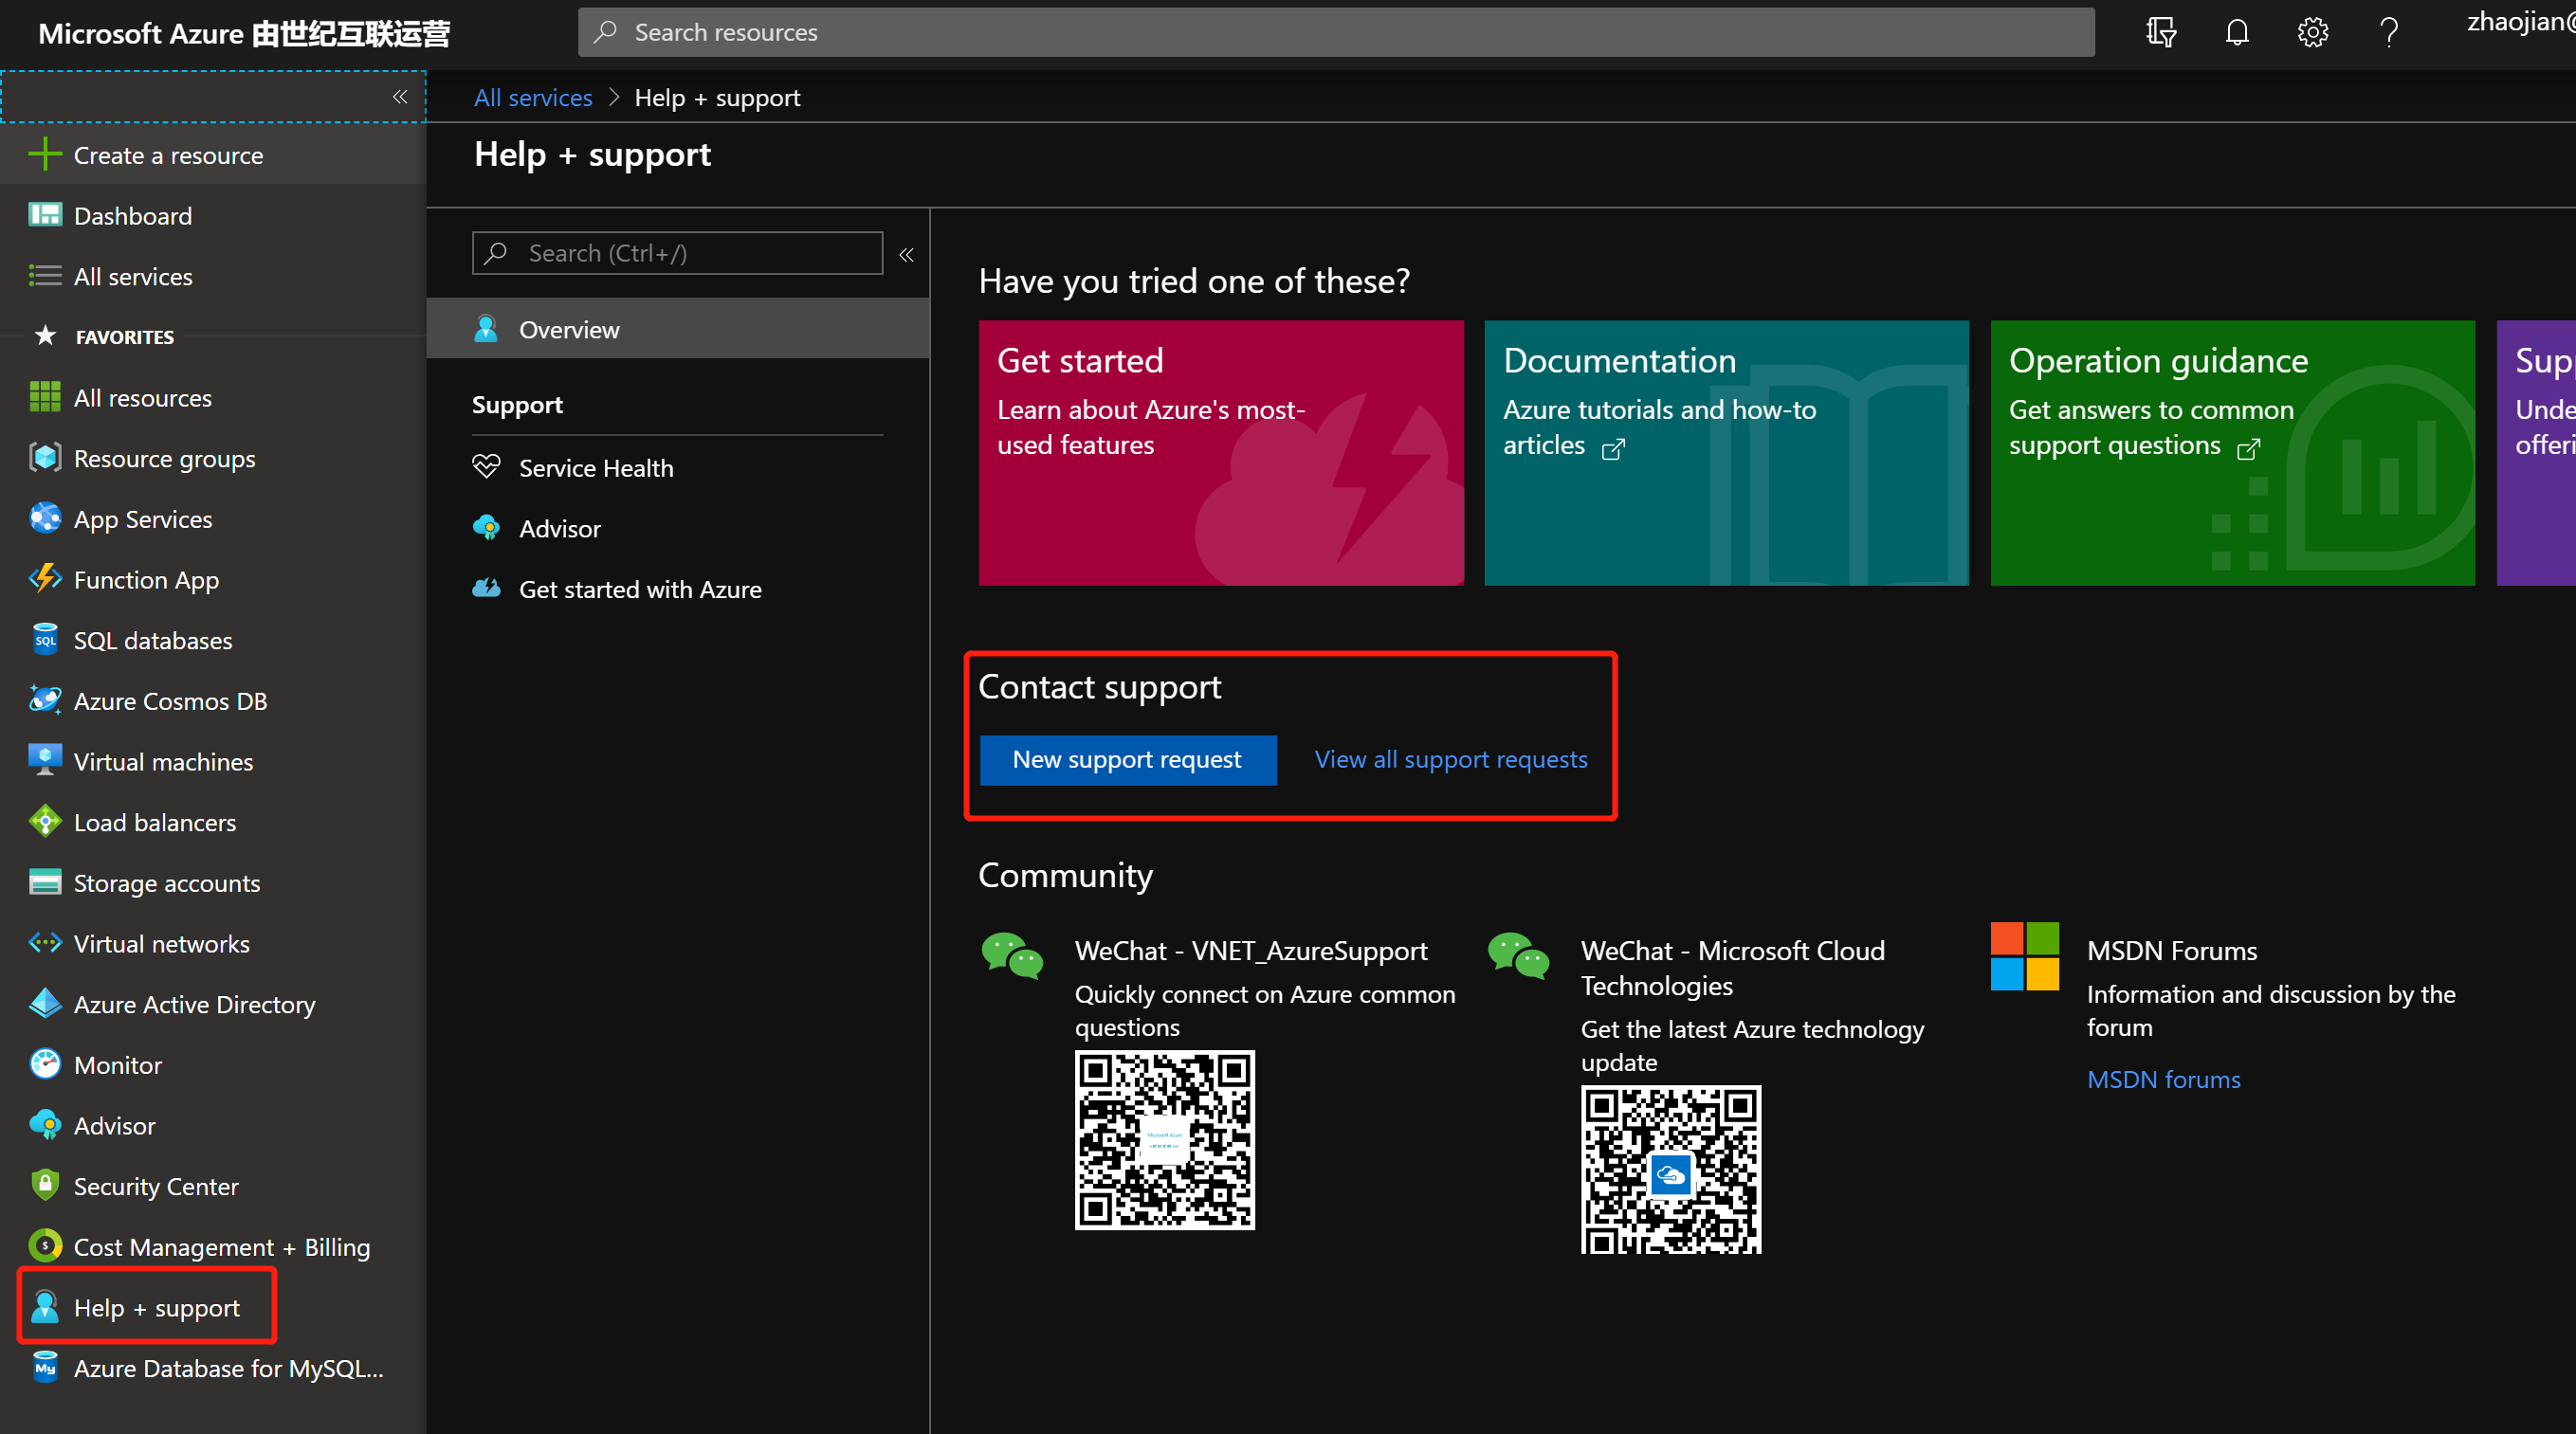 Microsoft Azure 由世纪互联运营
Search resources
zhaojian@
Create a resource
Dashboard
All services
FAVORITES
All resources
Resource groups
App Services
Function App
SQL databases
Azure Cosmos DB
Virtual machines
Load balancers
Storage accounts
Virtual networks
Azure Active Directory
Monitor
Advisor
Security Center
Cost Management + Billing
Help + support
Azure Database for MySQL...
All services > Help + support
Help + support
Search (Ctrl+/)
Overview
Support
Service Health
Advisor
Get started with Azure
Have you tried one of these?
Get started
Learn about Azure's most-
used features
Documentation
Azure tutorials and how-to
articles
Operation guidance
Get answers to common
support questions
Supp
Unde
offeri
Contact support
New support request
View all support requests
Community
WeChat - VNET_AzureSupport
Quickly connect on Azure common
questions
WeChat - Microsoft Cloud
Technologies
Get the latest Azure technology
update
MSDN Forums
Information and discussion by the
forum
MSDN forums